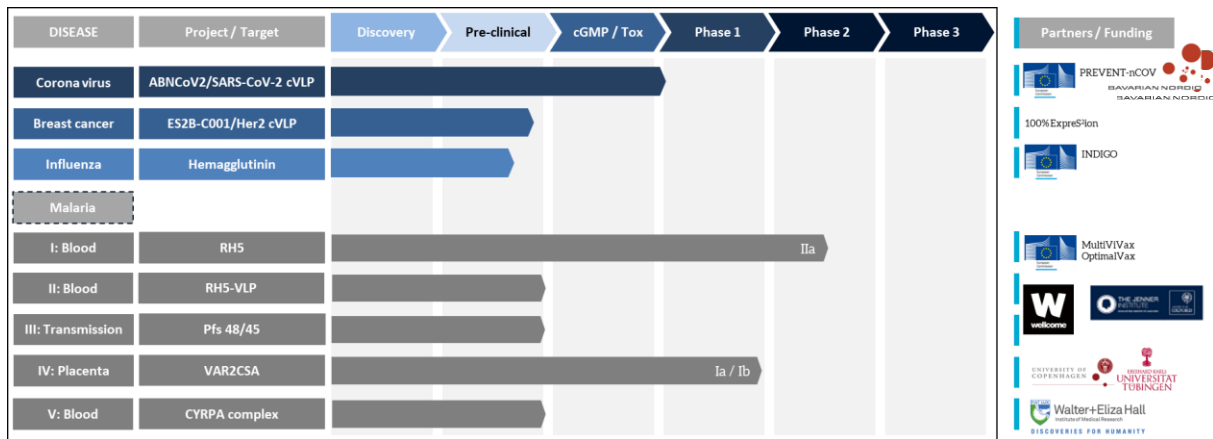 DISEASE Project / Target Discovery Pre-clinical cGMP / Tox Phase 1 Phase 2 Phase 3 Partners / Funding
Corona virus ABNCoV2/SARS-CoV-2 cVLP PREVENT-nCOV
BAVARIAN NORDIC
BAVARIAN NORDIC
Breast cancer ES2B-C001/Her2 cVLP 100% ExpreS²ion
Influenza Hemagglutinin INDIGO
Malaria
I: Blood RH5 IIa MultiViVax
OptimalVax
II: Blood RH5-VLP
W
wellcome
THE JENNER
INSTITUTE
OXFORD
III: Transmission Pfs 48/45
IV: Placenta VAR2CSA Ia / Ib
UNIVERSITY OF
COPENHAGEN
EBERHARD KARLS
UNIVERSITÄT
TÜBINGEN
V: Blood CYRPA complex
Walter+Eliza Hall
Institute of Medical Research
DISCOVERIES FOR HUMANITY